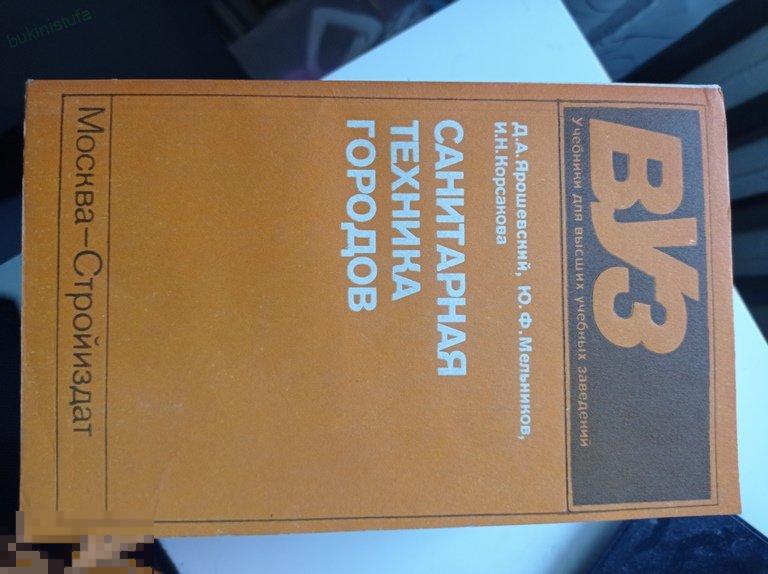 ВУЗ
Учебники для высших учебных заведений
Д.А.Ярошевский, Ю.Ф.Мельников,
И.Н.Корсакова
САНИТАРНАЯ
ТЕХНИКА
ГОРОДОВ
Москва–Стройиздат
bukinistufa